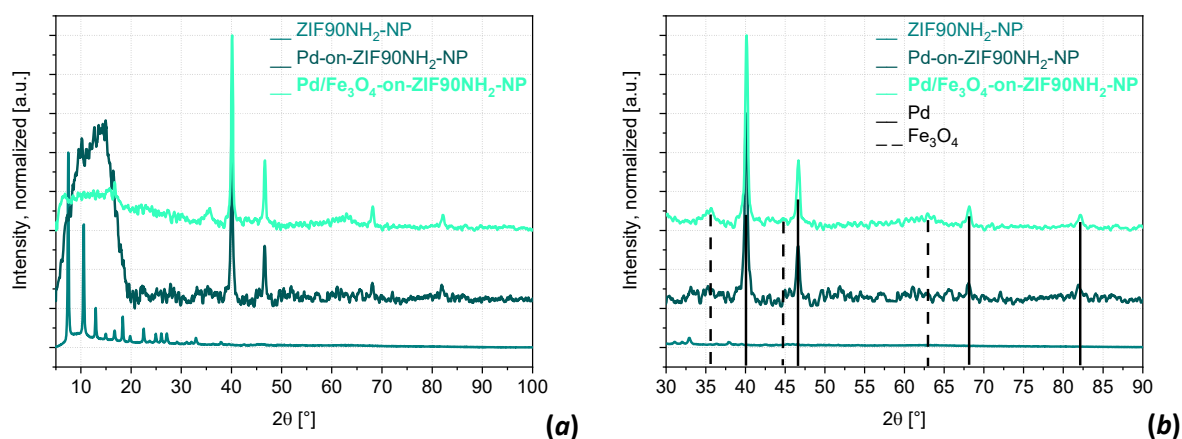 Intensity, normalized [a.u.]
ZIF90NH₂-NP
Pd-on-ZIF90NH₂-NP
Pd/Fe₃O₄-on-ZIF90NH₂-NP
10 20 30 40 50 60 70 80 90 100
2θ [°]
(a)
Intensity, normalized [a.u.]
ZIF90NH₂-NP
Pd-on-ZIF90NH₂-NP
Pd/Fe₃O₄-on-ZIF90NH₂-NP
Pd
Fe₃O₄
30 35 40 45 50 55 60 65 70 75 80 85 90
2θ [°]
(b)